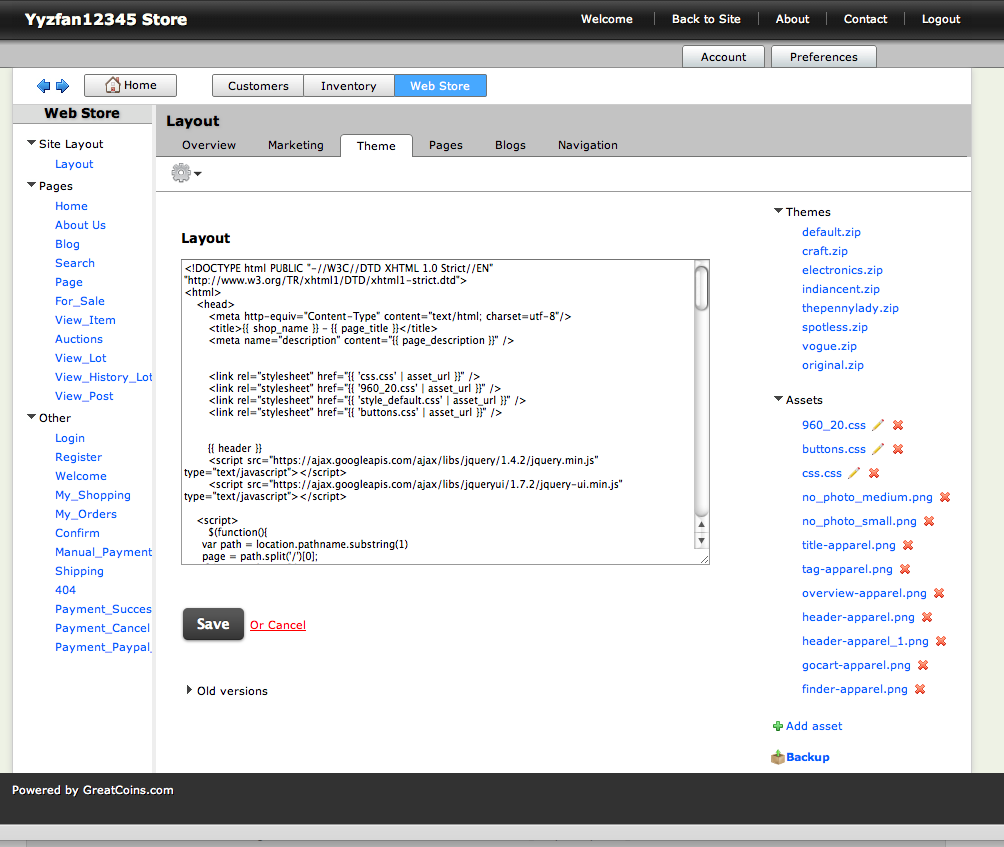 Yyzfan12345 Store
Welcome
Back to Site
About
Contact
Logout
Account
Preferences
Home
Customers
Inventory
Web Store
Web Store
Site Layout
Layout
Pages
Home
About Us
Blog
Search
Page
For_Sale
View_Item
Auctions
View_Lot
View_History_Lot
View_Post
Other
Login
Register
Welcome
My_Shopping
My_Orders
Confirm
Manual_Payment
Shipping
404
Payment_Succes
Payment_Cancel
Payment_Paypal_
Layout
Overview
Marketing
Theme
Pages
Blogs
Navigation
Layout
<!DOCTYPE html PUBLIC "-//W3C//DTD XHTML 1.0 Strict//EN"
"http://www.w3.org/TR/xhtml1/DTD/xhtml1-strict.dtd">
<html>
<head>
<meta http-equiv="Content-Type" content="text/html; charset=utf-8"/>
<title>{{ shop_name }} - {{ page_title }}</title>
<meta name="description" content="{{ page_description }}" />
<link rel="stylesheet" href="{{ 'css.css' | asset_url }}" />
<link rel="stylesheet" href="{{ '960_20.css' | asset_url }}" />
<link rel="stylesheet" href="{{ 'style_default.css' | asset_url }}" />
<link rel="stylesheet" href="{{ 'buttons.css' | asset_url }}" />
{{ header }}
<script src="https://ajax.googleapis.com/ajax/libs/jquery/1.4.2/jquery.min.js"
type="text/javascript"></script>
<script src="https://ajax.googleapis.com/ajax/libs/jqueryui/1.7.2/jquery-ui.min.js"
type="text/javascript"></script>
<script>
$(function(){
var path = location.pathname.substring(1)
page = path.split('/')[0];
Save
Or Cancel
Old versions
Themes
default.zip
craft.zip
electronics.zip
indiancent.zip
thepennylady.zip
spotless.zip
vogue.zip
original.zip
Assets
960_20.css
buttons.css
css.css
no_photo_medium.png
no_photo_small.png
title-apparel.png
tag-apparel.png
overview-apparel.png
header-apparel.png
header-apparel_1.png
gocart-apparel.png
finder-apparel.png
Add asset
Backup
Powered by GreatCoins.com